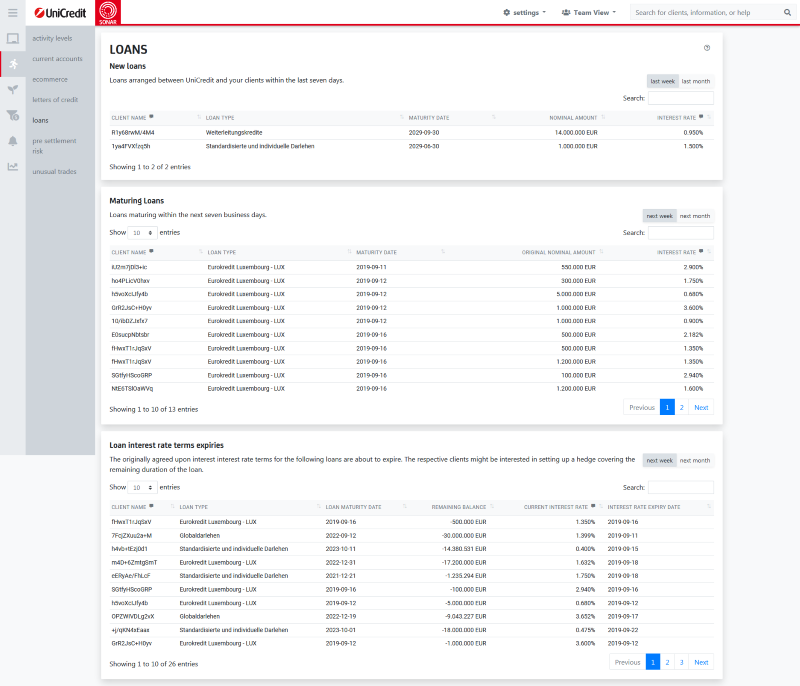 UniCredit
SONAR
settings
Team View
Search for clients, information, or help
activity levels
current accounts
ecommerce
letters of credit
loans
pre settlement
risk
unusual trades
LOANS
New loans
Loans arranged between UniCredit and your clients within the last seven days.
last week last month
Search:
CLIENT NAME LOAN TYPE MATURITY DATE NOMINAL AMOUNT INTEREST RATE
R1y68rwM/4M4 Weiterleitungskredite 2029-09-30 14.000.000 EUR 0.950%
1ya4FVXfzq5h Standardisierte und individuelle Darlehen 2029-06-30 1.000.000 EUR 1.500%
Showing 1 to 2 of 2 entries
Maturing Loans
Loans maturing within the next seven business days.
next week next month
Show 10 entries
Search:
CLIENT NAME LOAN TYPE MATURITY DATE ORIGINAL NOMINAL AMOUNT INTEREST RATE
Eurokredit Luxembourg - LUX 2019-09-11 550.000 EUR 2.900%
ho4PLicV0hxv Eurokredit Luxembourg - LUX 2019-09-12 300.000 EUR 1.750%
h5voXcUfy4b Eurokredit Luxembourg - LUX 2019-09-12 5.000.000 EUR 0.680%
GrR2JsC+H0yv Eurokredit Luxembourg - LUX 2019-09-12 1.000.000 EUR 3.600%
Eurokredit Luxembourg - LUX 2019-09-12 1.000.000 EUR 0.900%
EGsucpNbtsbr Eurokredit Luxembourg - LUX 2019-09-16 500.000 EUR 2.182%
fHwxT1rJQSxV Eurokredit Luxembourg - LUX 2019-09-16 500.000 EUR 1.350%
fHwxT1rJQSxV Eurokredit Luxembourg - LUX 2019-09-16 1.200.000 EUR 1.350%
SGtfyHScoGRP Eurokredit Luxembourg - LUX 2019-09-16 100.000 EUR 2.940%
NtE6TSlOaWVq Eurokredit Luxembourg - LUX 2019-09-16 1.200.000 EUR 1.600%
Showing 1 to 10 of 13 entries
Previous 1 2 Next
Loan interest rate terms expiries
The originally agreed upon interest interest rate terms for the following loans are about to expire. The respective clients might be interested in setting up a hedge covering the
remaining duration of the loan.
next week next month
Show 10 entries
Search:
CLIENT NAME LOAN TYPE LOAN MATURITY DATE REMAINING BALANCE CURRENT INTEREST RATE INTEREST RATE EXPIRY DATE
fHwxT1rJQSxV Eurokredit Luxembourg - LUX 2019-09-16 -500.000 EUR 1.350% 2019-09-16
7FcjZXuu2a+M Globaldarlehen 2022-09-12 -30.000.000 EUR 1.399% 2019-09-11
h4vb+tEzj0d1 Standardisierte und individuelle Darlehen 2023-10-11 -14.380.531 EUR 0.400% 2019-09-15
m4D+6ZmtgSmT Eurokredit Luxembourg - LUX 2022-12-31 -17.200.000 EUR 1.632% 2019-09-18
eERyAe/FhLcF Standardisierte und individuelle Darlehen 2021-12-21 -1.235.294 EUR 1.750% 2019-09-18
SGtfyHScoGRP Eurokredit Luxembourg - LUX 2019-09-16 -100.000 EUR 2.940% 2019-09-16
h5voXcUfy4b Eurokredit Luxembourg - LUX 2019-09-12 -5.000.000 EUR 0.680% 2019-09-12
OPZWiVDLg2vX Globaldarlehen 2022-12-19 -9.043.227 EUR 3.652% 2019-09-17
+j/qKN4xEaax Standardisierte und individuelle Darlehen 2023-10-01 -18.000.000 EUR 0.475% 2019-09-22
GrR2JsC+H0yv Eurokredit Luxembourg - LUX 2019-09-12 -1.000.000 EUR 3.600% 2019-09-12
Showing 1 to 10 of 26 entries
Previous 1 2 3 Next